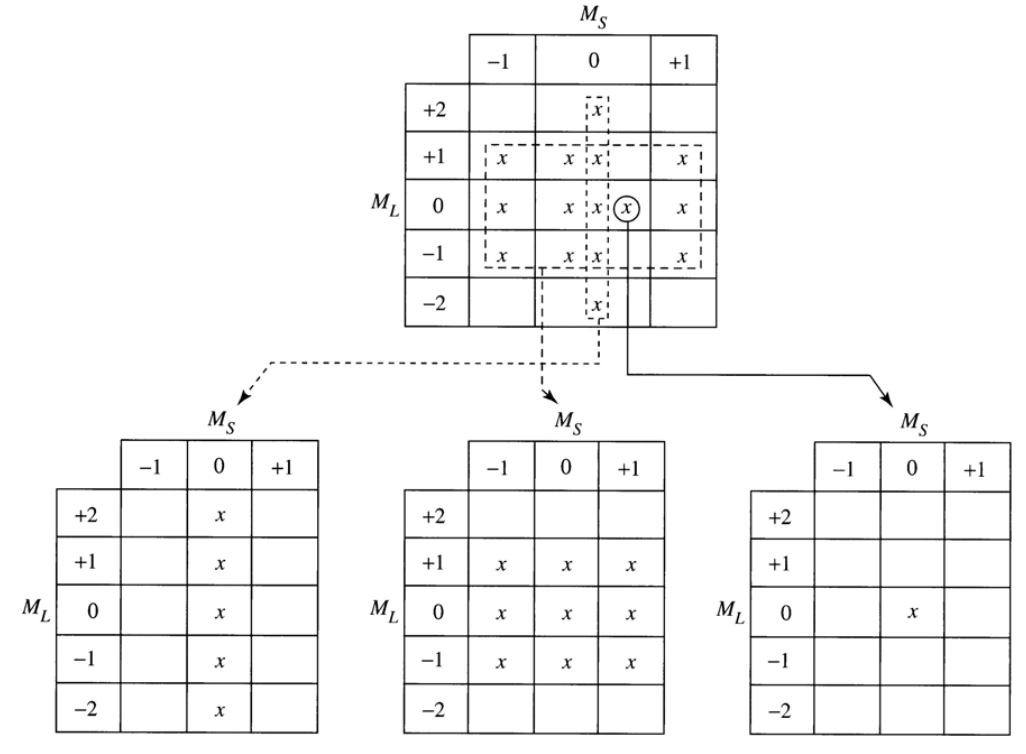 M_S
−1 0 +1
+2 x
+1 x x x x
M_L 0 x x x x x
−1 x x x x
−2 x
M_S
−1 0 +1
+2 x
+1 x
M_L 0 x
−1 x
−2 x
M_S
−1 0 +1
+2
+1 x x x
M_L 0 x x x
−1 x x x
−2
M_S
−1 0 +1
+2
+1
M_L 0 x
−1
−2